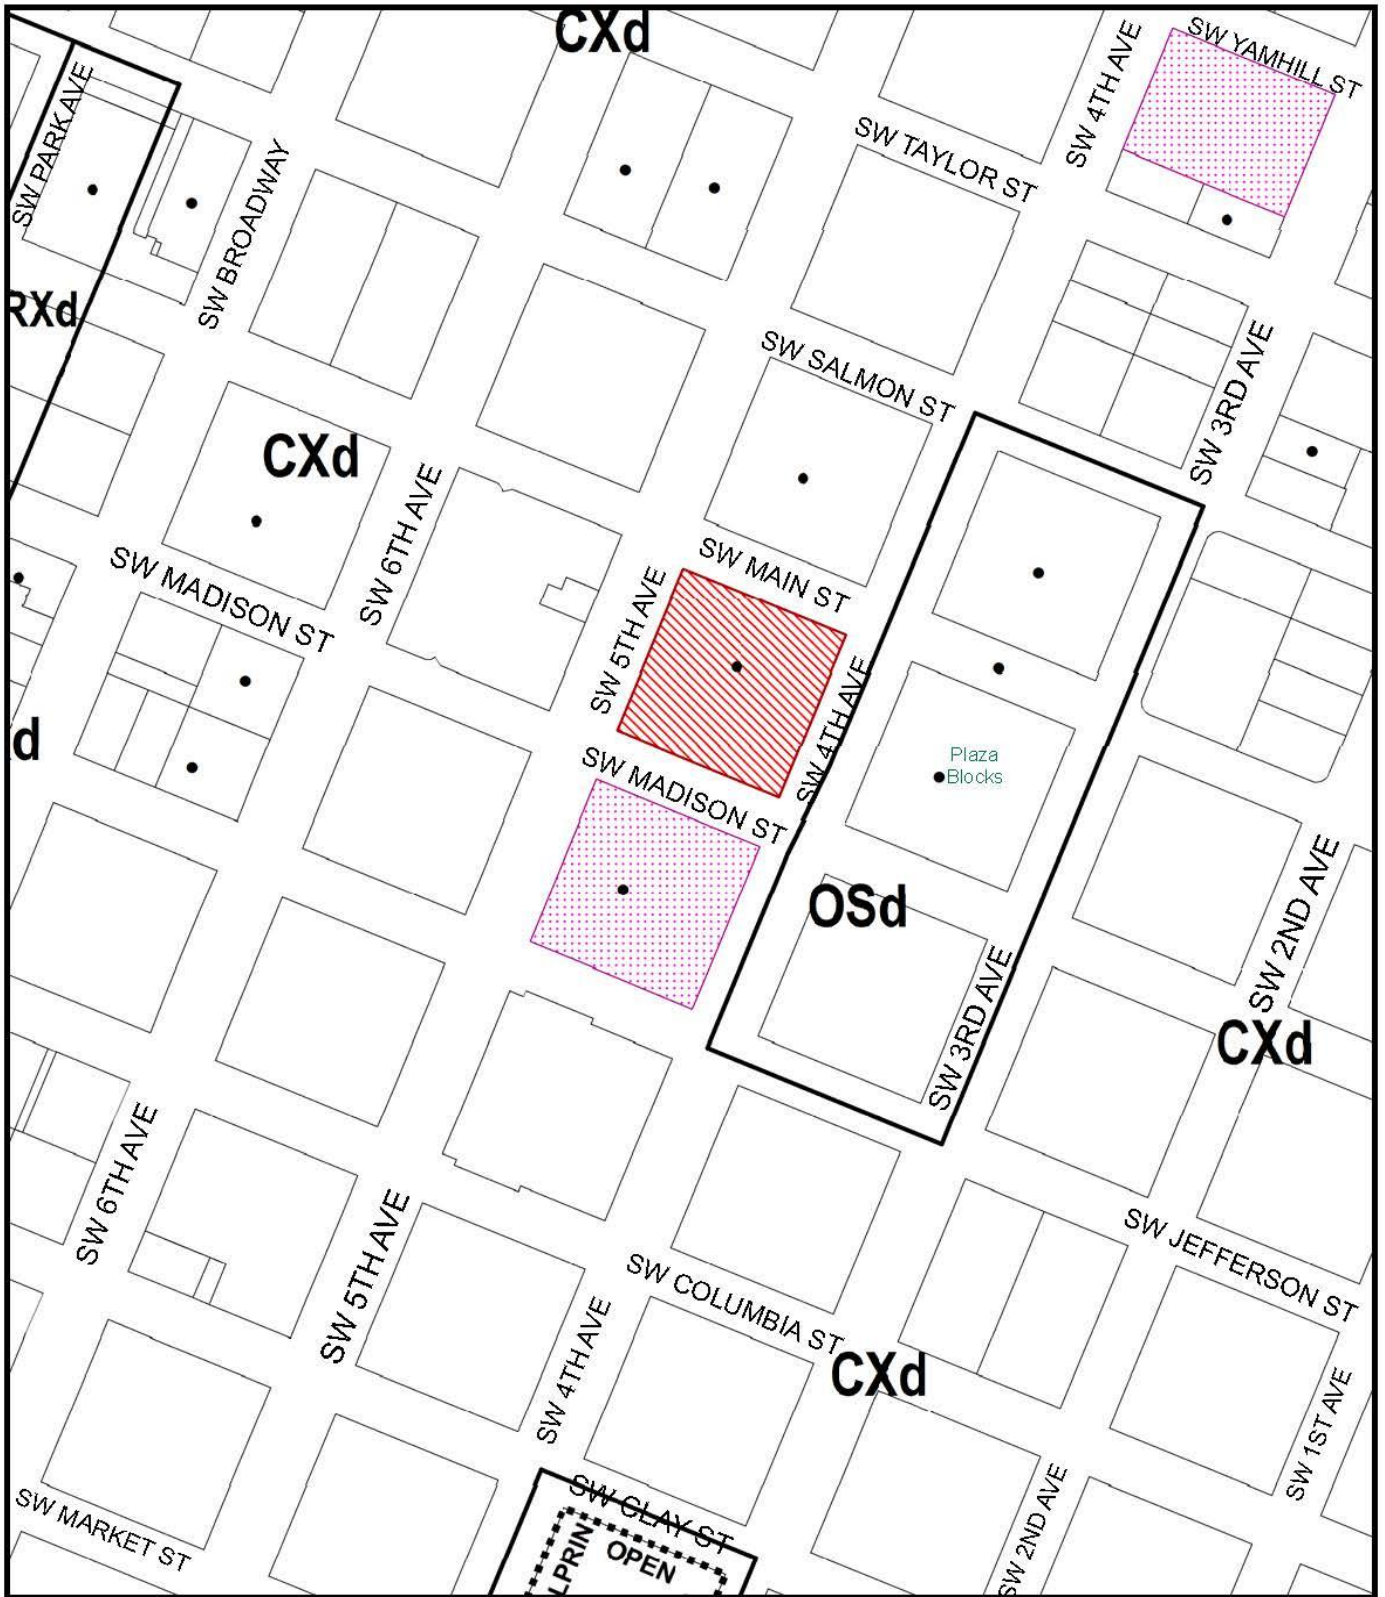 CXd
SW YAMHILL ST
SW 4TH AVE
SW PARK AVE
SW TAYLOR ST
SW BROADWAY
RXd
SW SALMON ST
SW 3RD AVE
CXd
SW 6TH AVE
SW MADISON ST
SW MAIN ST
SW 5TH AVE
SW 4TH AVE
d
Plaza
Blocks
SW MADISON ST
OSd
SW 2ND AVE
SW 3RD AVE
CXd
SW 6TH AVE
SW 5TH AVE
SW JEFFERSON ST
SW COLUMBIA ST
SW 4TH AVE
CXd
SW 1ST AVE
SW MARKET ST
SW CLAY ST
SW 2ND AVE
LPRIN
OPEN